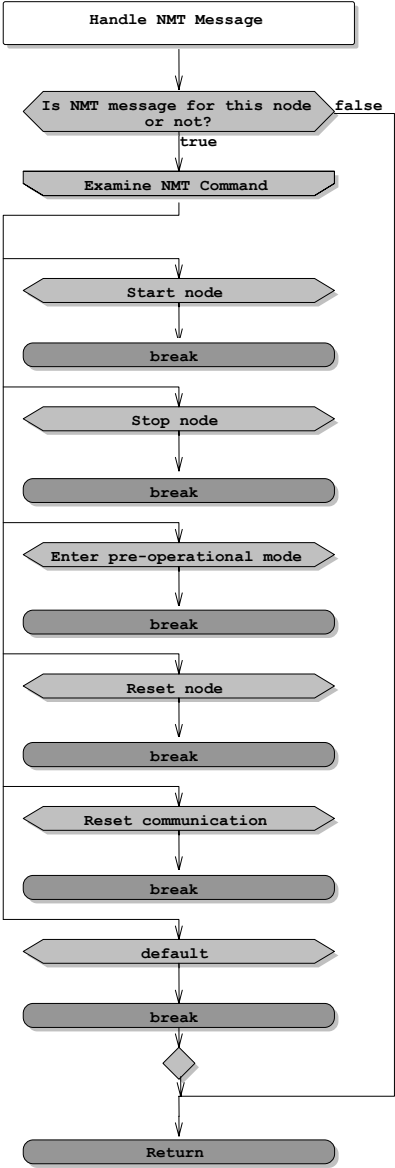 Handle NMT Message
Is NMT message for this node
or not?
false
true
Examine NMT Command
Start node
break
Stop node
break
Enter pre-operational mode
break
Reset node
break
Reset communication
break
default
break
Return